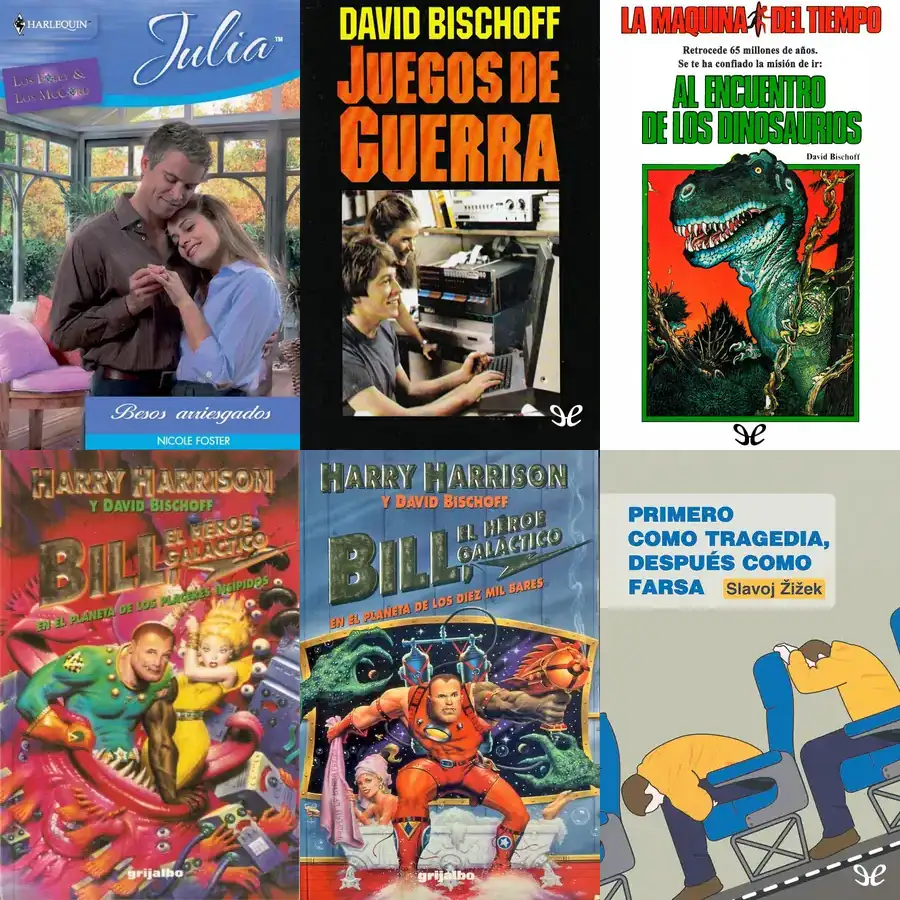 HARLEQUIN
Julia™
Los Foley &
Los McCord
Besos arriesgados
NICOLE FOSTER
DAVID BISCHOFF
JUEGOS DE
GUERRA
LA MAQUINA DEL TIEMPO
Retrocede 65 millones de años.
Se te ha confiado la misión de ir:
AL ENCUENTRO
DE LOS DINOSAURIOS
David Bischoff
HARRY HARRISON
Y DAVID BISCHOFF
BILL,
EL HÉROE
GALÁCTICO
EN EL PLANETA DE LOS PLACERES INSÍPIDOS
grijalbo
HARRY HARRISON
Y DAVID BISCHOFF
BILL,
EL HÉROE
GALÁCTICO
EN EL PLANETA DE LOS DIEZ MIL BARES
grijalbo
PRIMERO
COMO TRAGEDIA,
DESPUÉS COMO
FARSA
Slavoj Žižek